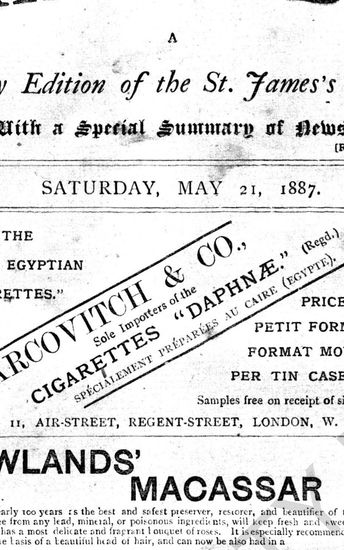 A
Edition of the St. James's
With a Special Summary of News
SATURDAY, MAY 21, 1887.
THE
EGYPTIAN
RETTES."
ARCOVITCH & CO.,
Sole Importers of the
CIGARETTES "DAPHNÆ." (Regd.)
SPÉCIALEMENT PRÉPARÉES AU CAIRE (EGYPTE).
PRICE
PETIT FORM
FORMAT MO
PER TIN CASE
Samples free on receipt of si
11, AIR-STREET, REGENT-STREET, LONDON, W.
WLANDS'
MACASSAR
early 100 years is the best and safest preserver, restorer, and beautifier of
ee from any lead, mineral, or poisonous ingredients, will keep fresh and swe
has a most delicate and fragrant bouquet of roses. It is especially recommen
he basis of a beautiful head of hair, and can now be also had in a